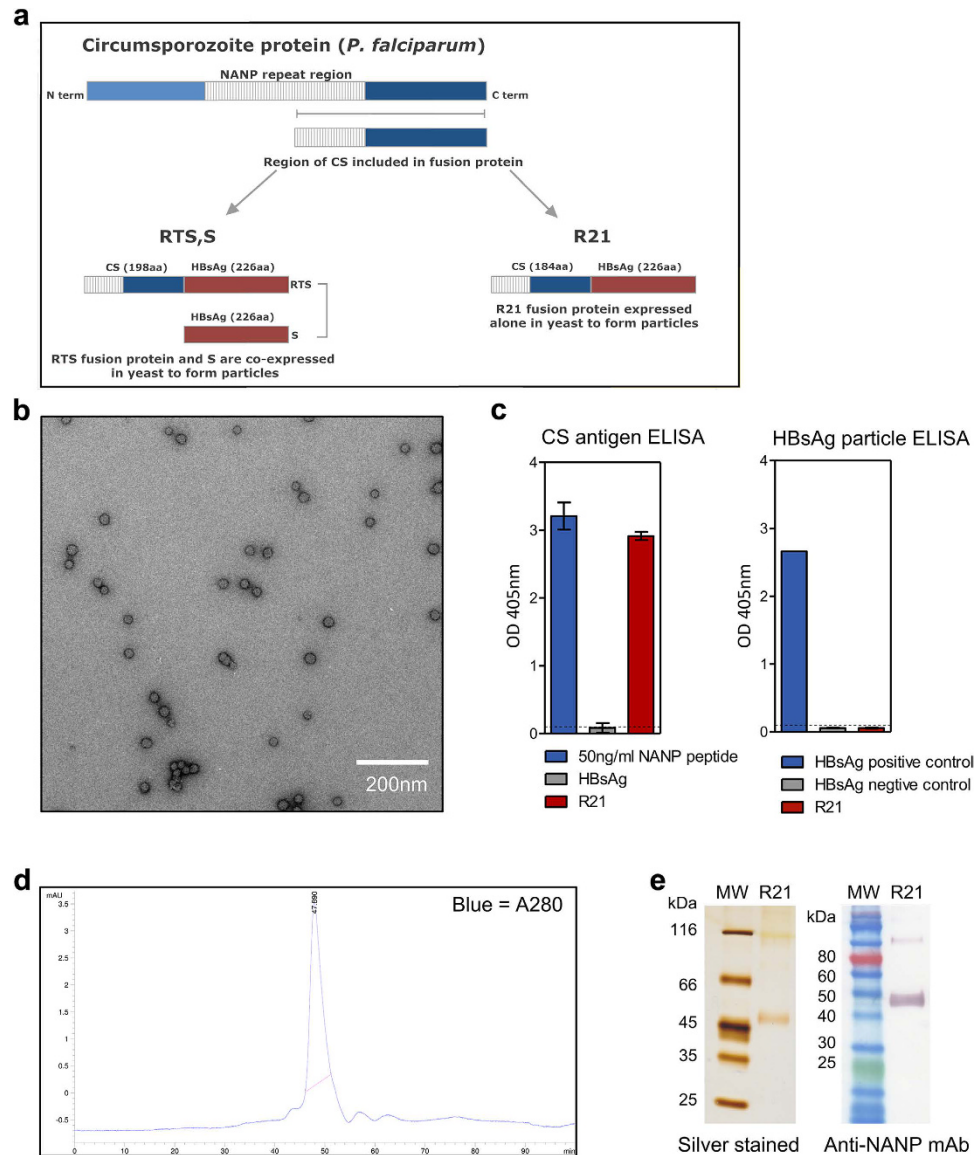 a
Circumsporozoite protein (P. falciparum)
NANP repeat region
N term
C term
Region of CS included in fusion protein
RTS,S
CS (198aa) HBsAg (226aa)
RTS
HBsAg (226aa)
S
RTS fusion protein and S are co-expressed
in yeast to form particles
R21
CS (184aa) HBsAg (226aa)
R21 fusion protein expressed
alone in yeast to form particles
b
200nm
c
CS antigen ELISA
OD 405nm
4
3
2
1
0
50ng/ml NANP peptide
HBsAg
R21
HBsAg particle ELISA
OD 405nm
4
3
2
1
0
HBsAg positive control
HBsAg negtive control
R21
d
mAU
Blue = A280
47.690
3.5
3
2.5
2
1.5
1
0.5
0
-0.5
0 10 20 30 40 50 60 70 80 90 min
e
MW R21
kDa
116
66
45
35
25
Silver stained
MW R21
kDa
80
60
50
40
30
25
Anti-NANP mAb